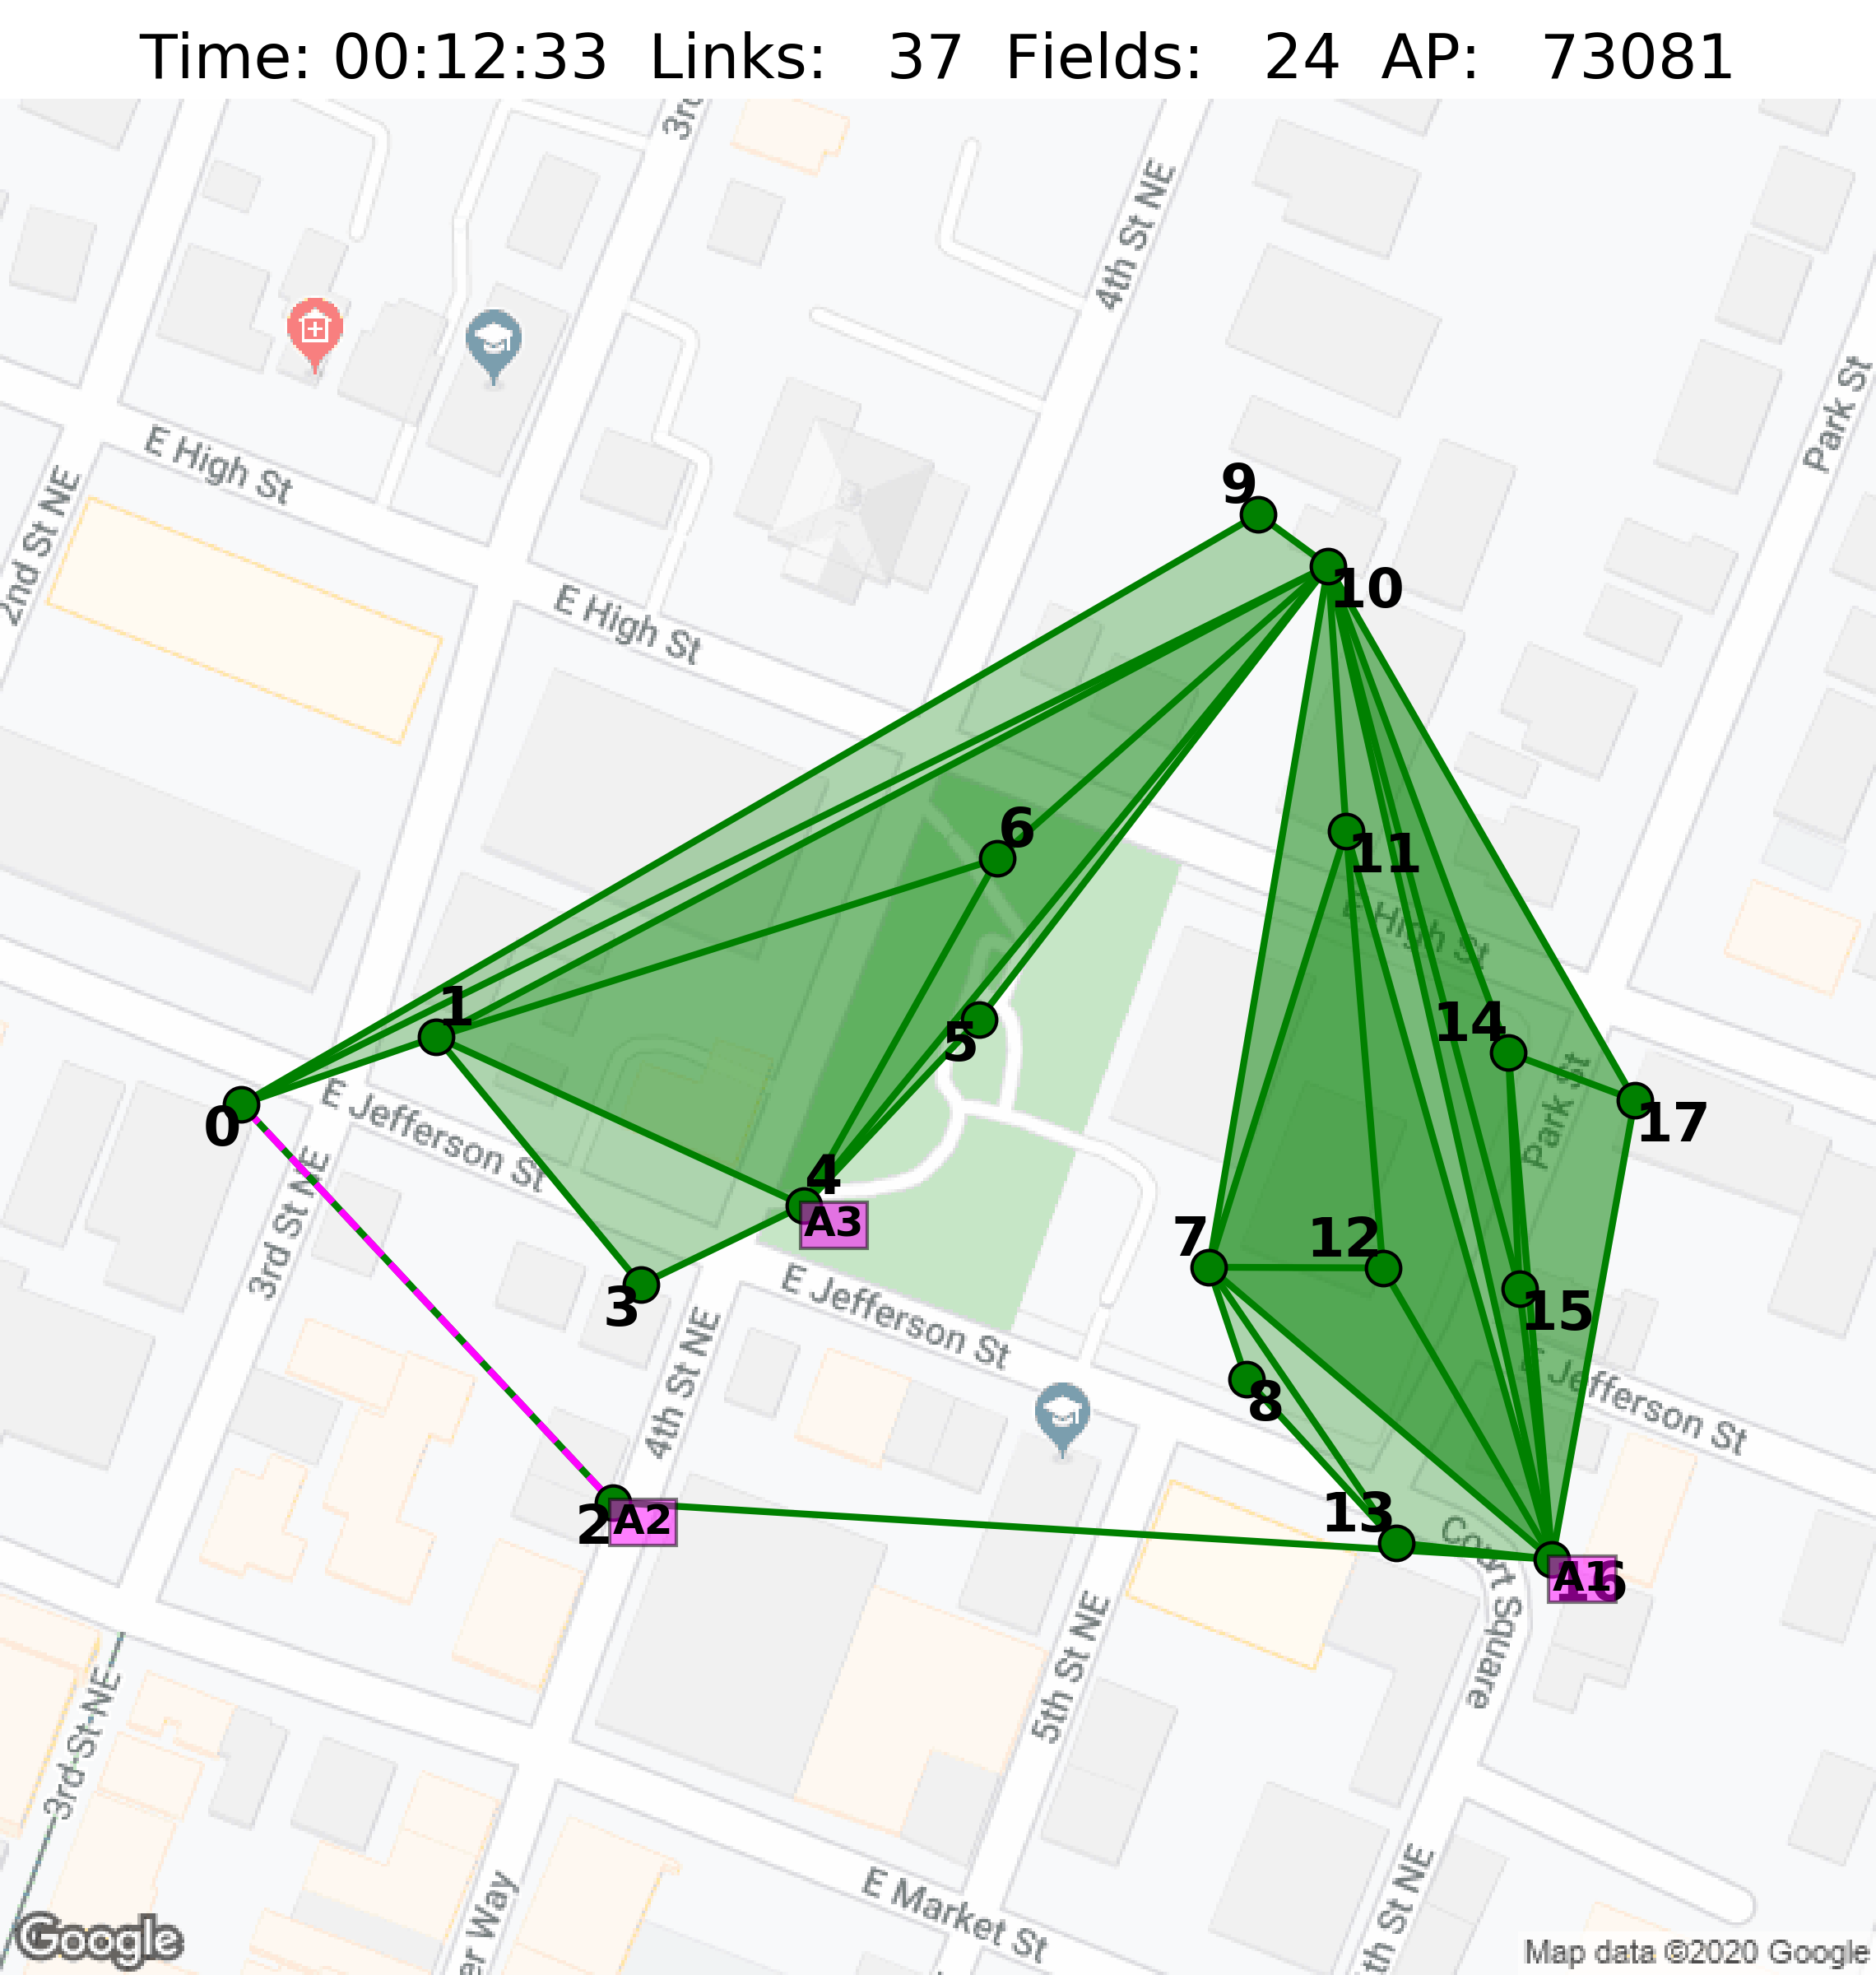 Time: 00:12:33 Links: 37 Fields: 24 AP: 73081
3rd
4th St NE
Park St
E High St
2nd St NE
9
10
E High St
6
11
E High St
1
5
14
0
E Jefferson St
Park St
17
3rd St NE
4
A3
7
12
3
E Jefferson St
15
4th St NE
8
E Jefferson St
2
A2
13
Court Square
A1
16
5th St NE
3rd St NE
E Market St
er Way
th St NE
Google
Map data ©2020 Google